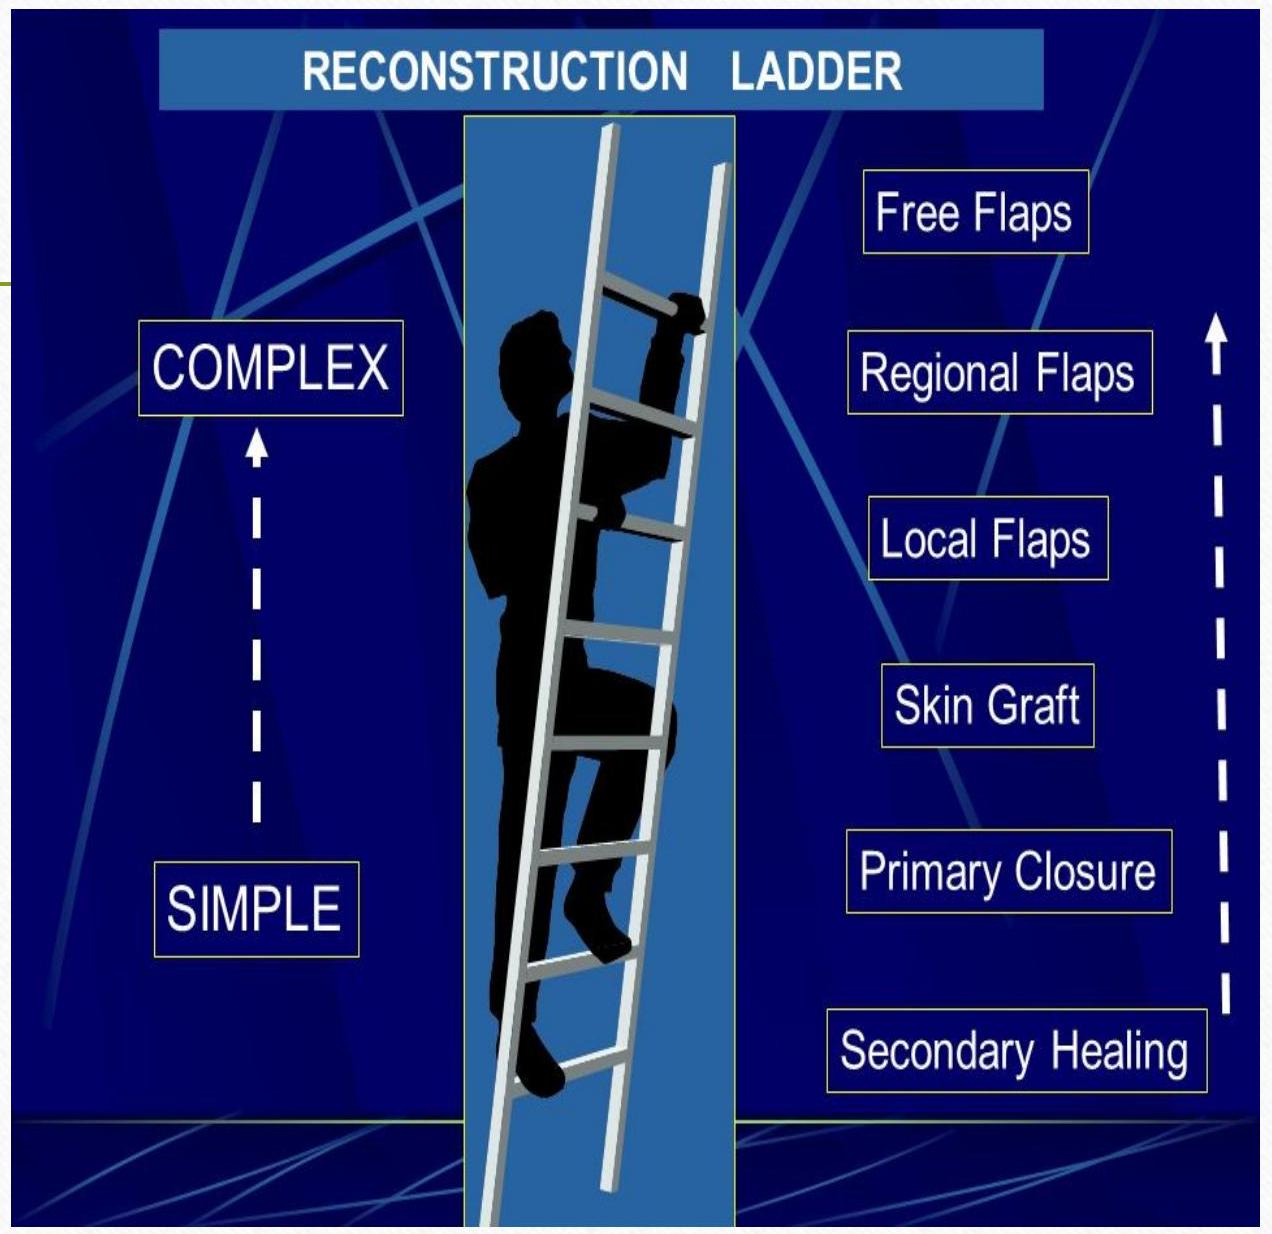 RECONSTRUCTION LADDER
Free Flaps
COMPLEX
Regional Flaps
Local Flaps
Skin Graft
SIMPLE
Primary Closure
Secondary Healing